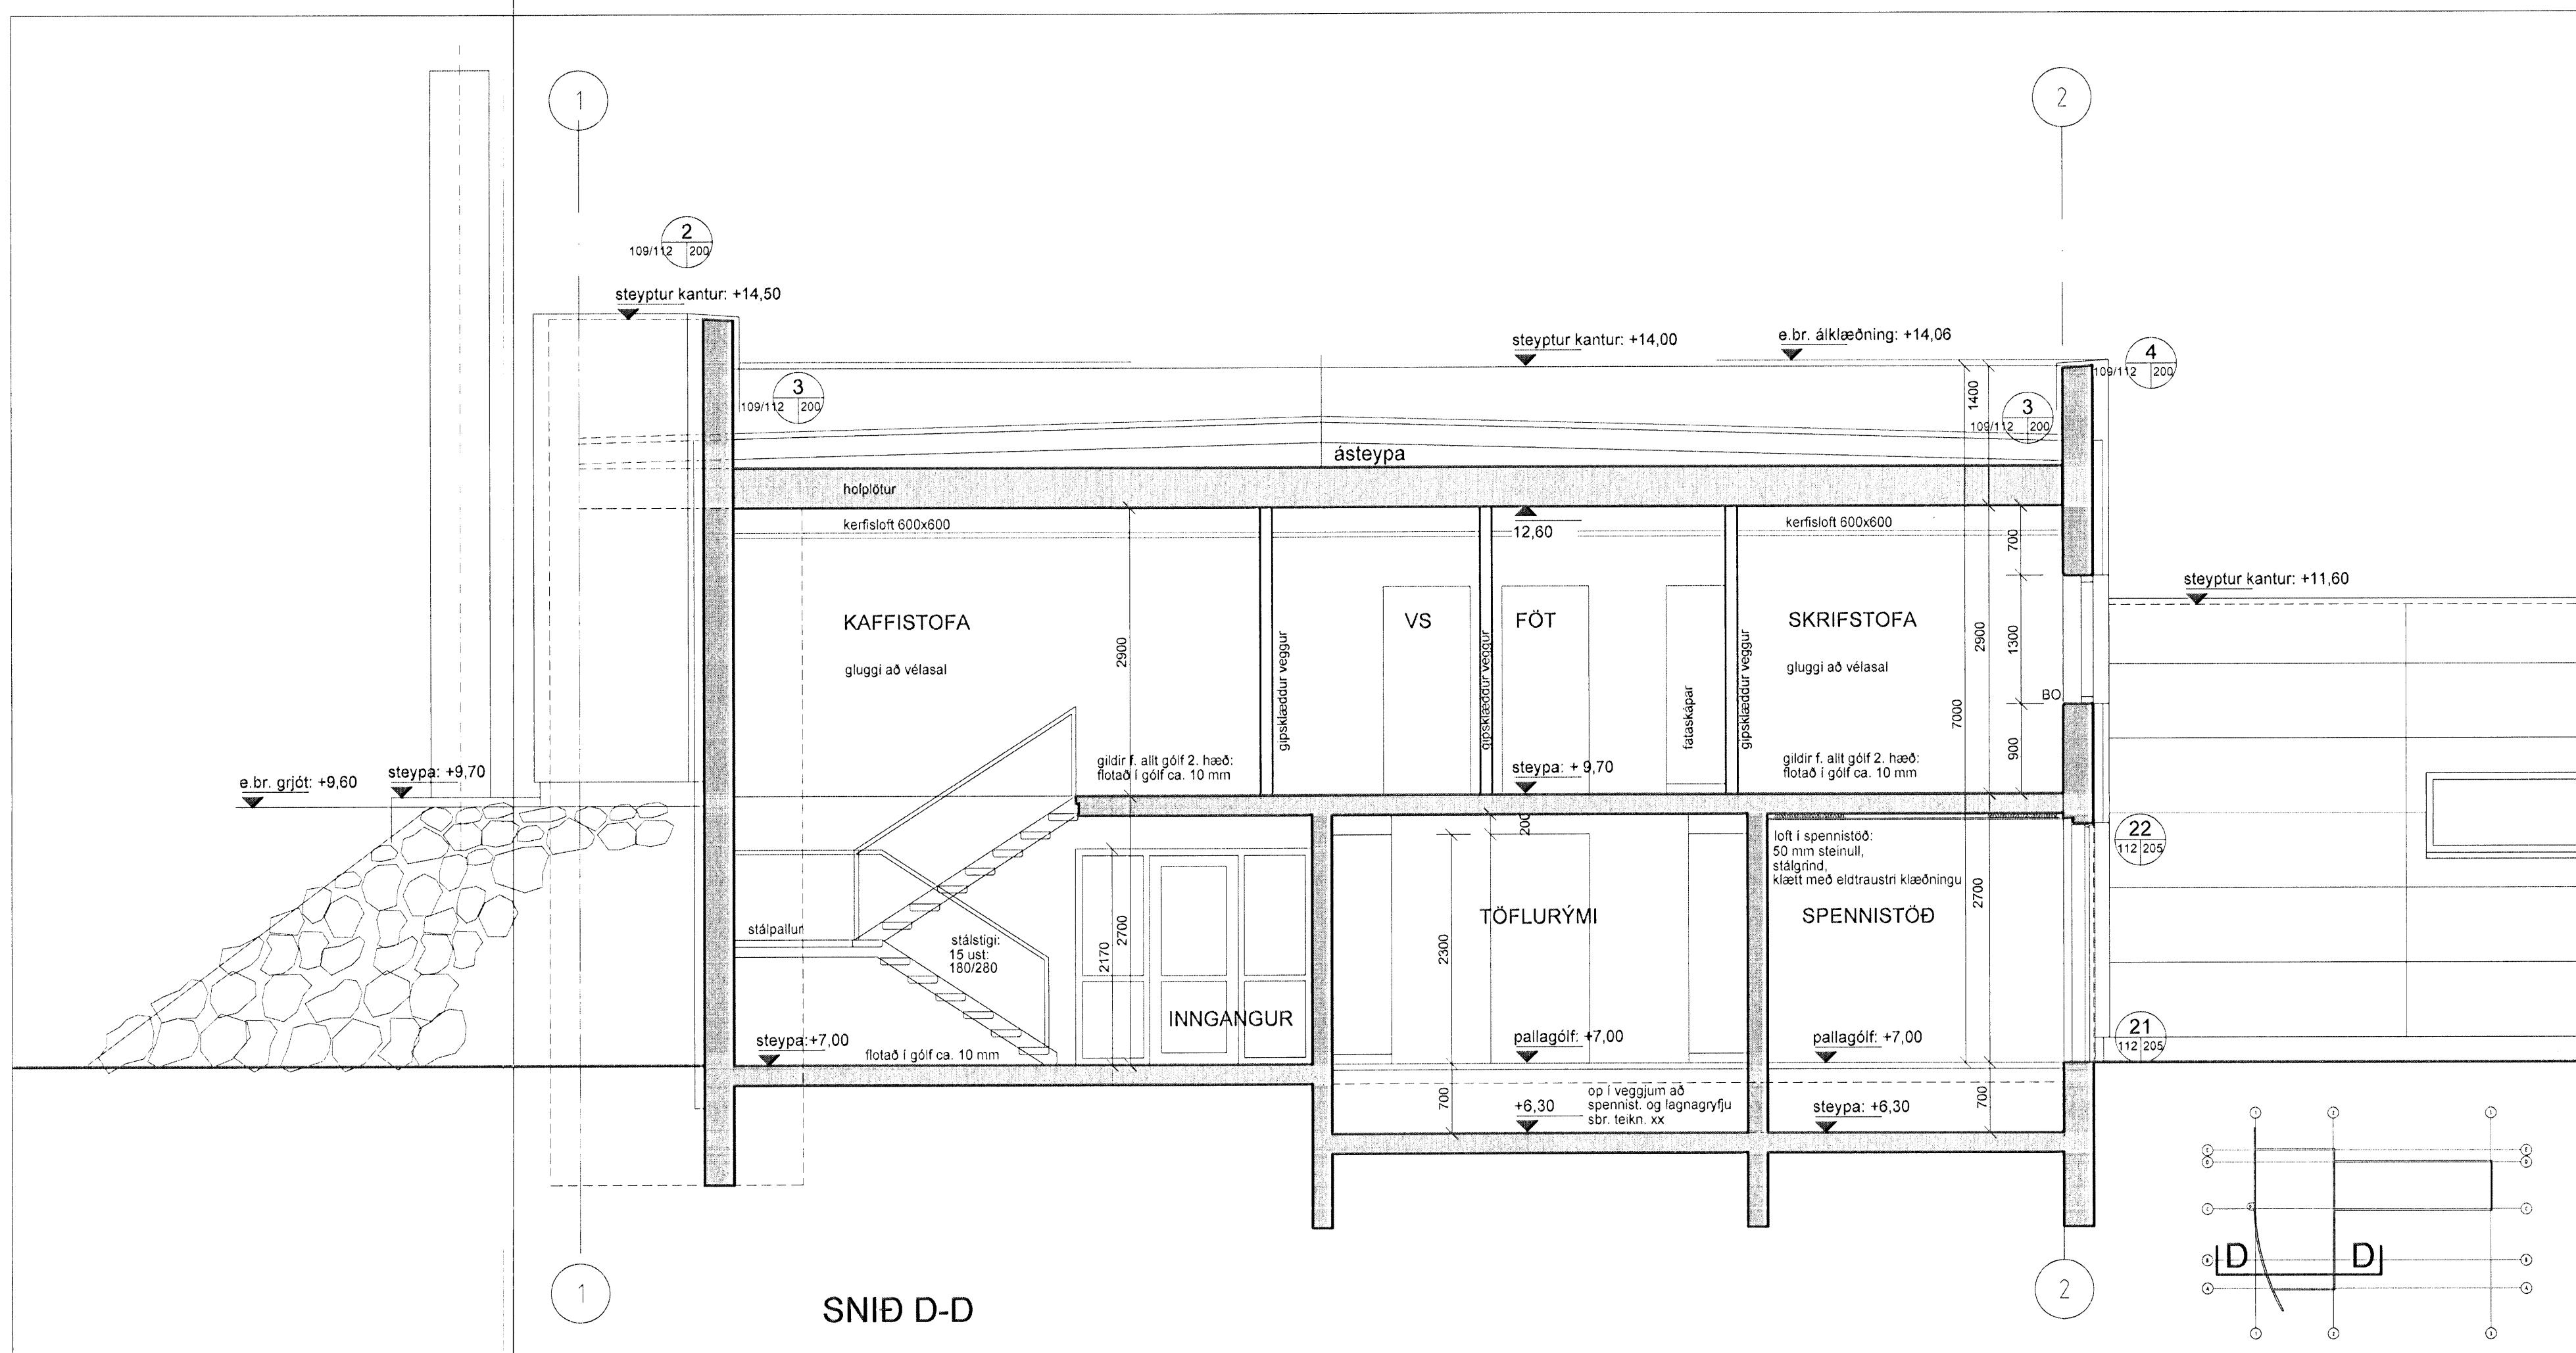 1
2
2
109/112 200
steyptur kantur: +14,50
steyptur kantur: +14,00
e.br. álklæðning: +14,06
4
109/112 200
3
109/112 200
3
109/112 200
1400
ásteypa
holplötur
kerfisloft 600x600
12,60
kerfisloft 600x600
700
steyptur kantur: +11,60
KAFFISTOFA
gluggi að vélasal
2900
gipsklæddur veggur
VS
gipsklæddur veggur
FÖT
fataskápar
gipsklæddur veggur
SKRIFSTOFA
gluggi að vélasal
7000
2900
1300
BO
900
e.br. grjót: +9,60
steypa: +9,70
gildir f. allt gólf 2. hæð:
flotað í gólf ca. 10 mm
steypa: + 9,70
gildir f. allt gólf 2. hæð:
flotað í gólf ca. 10 mm
200
loft í spennistöð:
50 mm steinull,
stálgrind,
klætt með eldtraustri klæðningu
22
112 205
stálpallur
stálstigi:
15 ust:
180/280
2170
2700
2300
TÖFLURÝMI
SPENNISTÖÐ
2700
INNGANGUR
steypa:+7,00
flotað í gólf ca. 10 mm
pallagólf: +7,00
pallagólf: +7,00
21
112 205
700
+6,30
op í veggjum að
spennist. og lagnagryfju
sbr. teikn. xx
steypa: +6,30
700
1
2
SNIÐ D-D
1 2 3
E E
D D
C C
B B
D D
A A
1 2 3